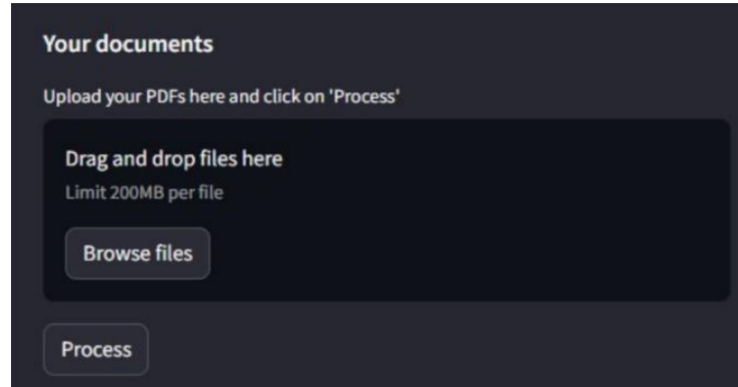 Your documents
Upload your PDFs here and click on 'Process'
Drag and drop files here
Limit 200MB per file
Browse files
Process